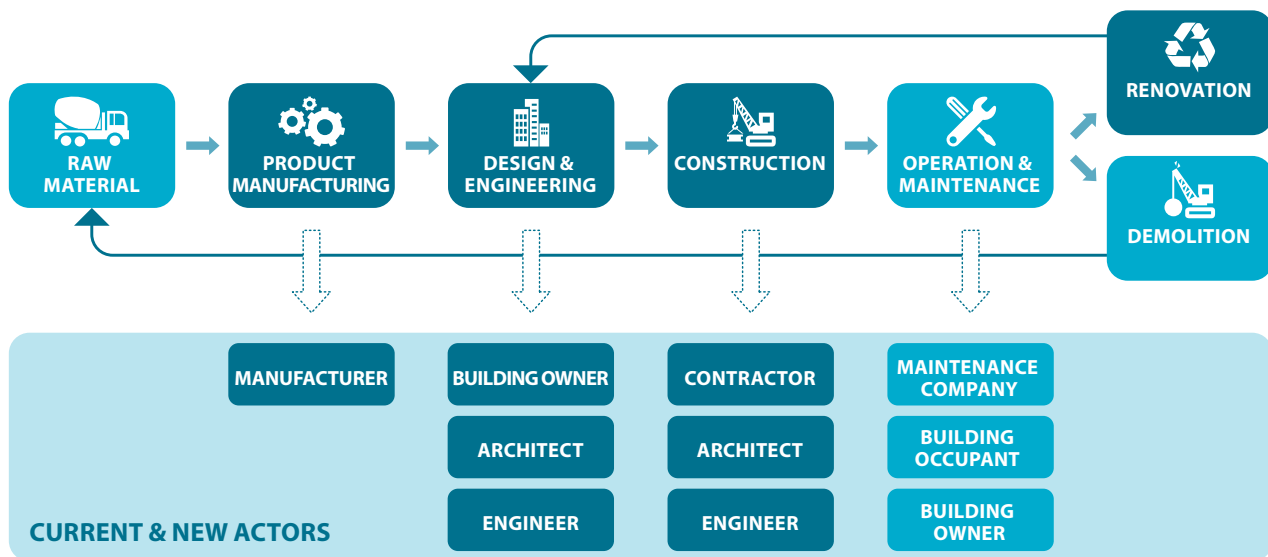 RENOVATION
RAW
MATERIAL
PRODUCT
MANUFACTURING
DESIGN &
ENGINEERING
CONSTRUCTION
OPERATION &
MAINTENANCE
DEMOLITION
MANUFACTURER
BUILDING OWNER
CONTRACTOR
MAINTENANCE
COMPANY
ARCHITECT
ARCHITECT
BUILDING
OCCUPANT
ENGINEER
ENGINEER
BUILDING
OWNER
CURRENT & NEW ACTORS